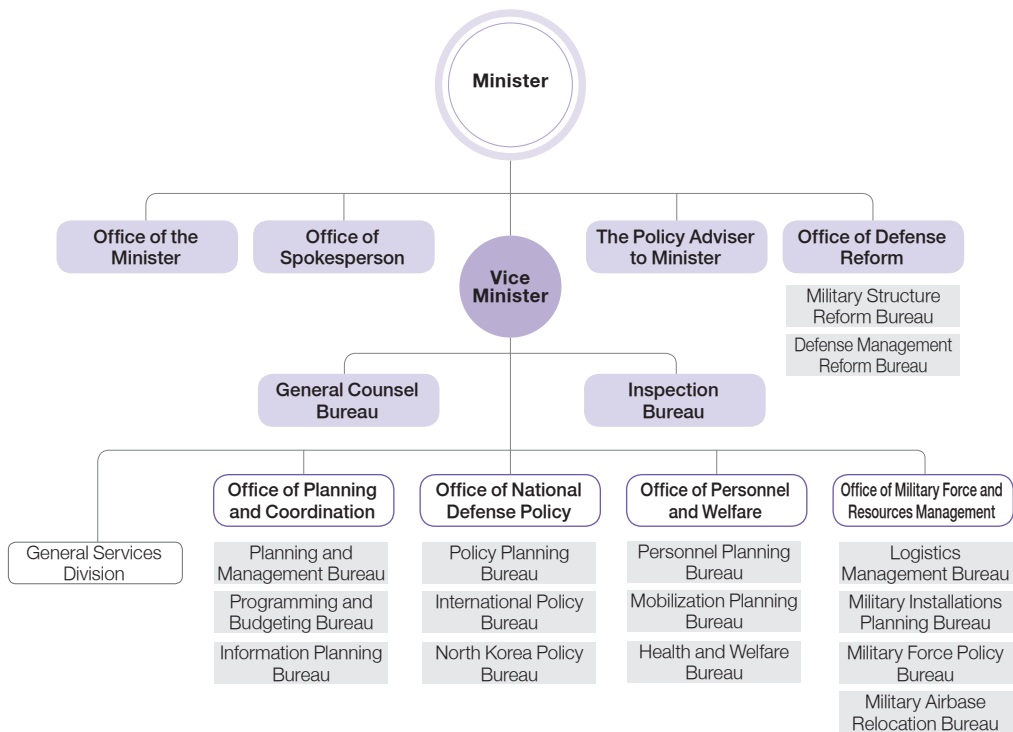 Minister
Office of the
Minister
Office of
Spokesperson
The Policy Adviser
to Minister
Office of Defense
Reform
Military Structure
Reform Bureau
Defense Management
Reform Bureau
Vice
Minister
General Counsel
Bureau
Inspection
Bureau
General Services
Division
Office of Planning
and Coordination
Planning and
Management Bureau
Programming and
Budgeting Bureau
Information Planning
Bureau
Office of National
Defense Policy
Policy Planning
Bureau
International Policy
Bureau
North Korea Policy
Bureau
Office of Personnel
and Welfare
Personnel Planning
Bureau
Mobilization Planning
Bureau
Health and Welfare
Bureau
Office of Military Force and
Resources Management
Logistics
Management Bureau
Military Installations
Planning Bureau
Military Force Policy
Bureau
Military Airbase
Relocation Bureau